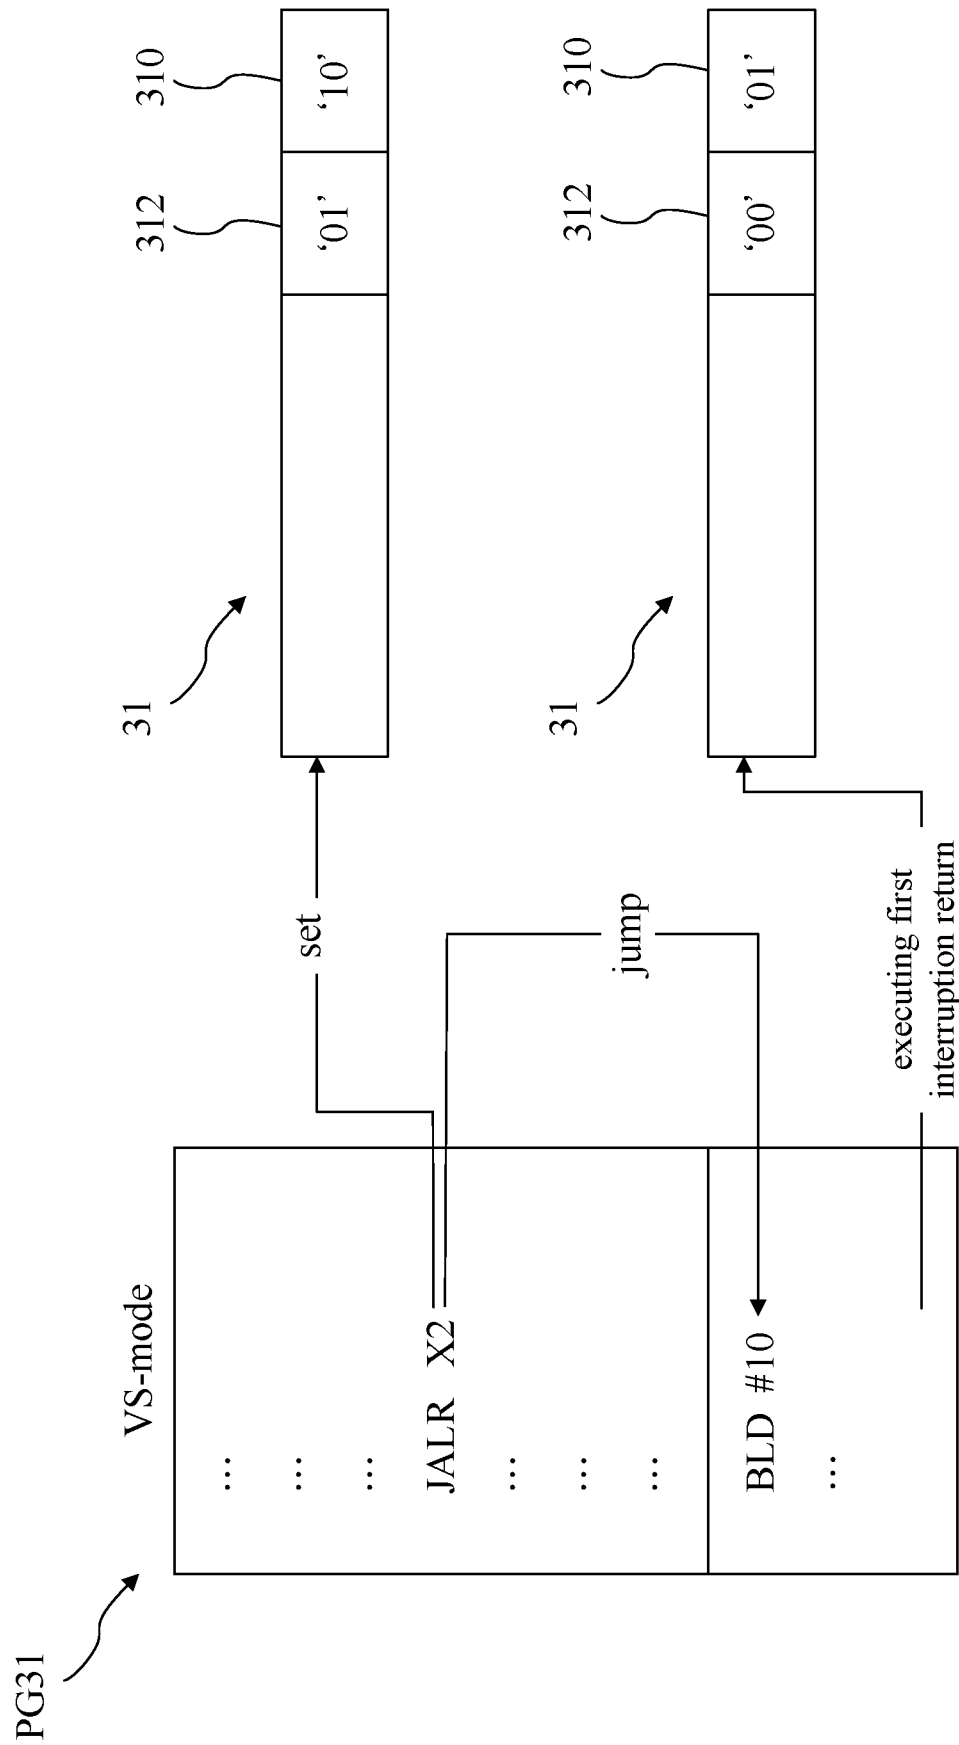 PG31
VS-mode
...
...
...
JALR X2
...
...
...
BLD #10
...
set
jump
executing first
interruption return
31
312
310
‘01’
‘10’
31
312
310
‘00’
‘01’